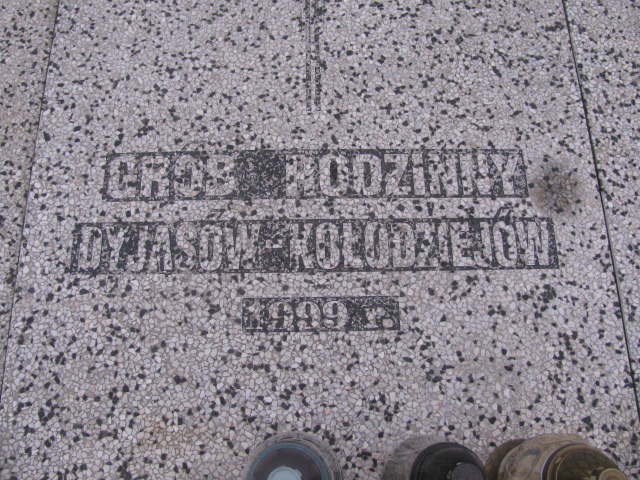 GRÓB RODZINNY
DYJASÓW-KOŁODZIEJÓW
1999 r.